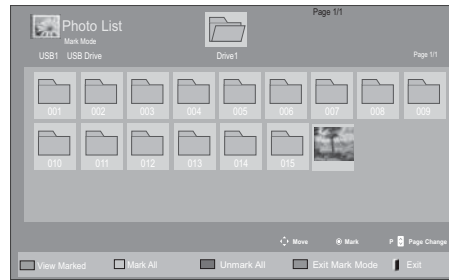 Page 1/1
Photo List
Mark Mode
USB1 USB Drive Drive1 Page 1/1
001 002 003 004 005 006 007 008 009
010 011 012 013 014 015
Move Mark P Page Change
View Marked Mark All Unmark All Exit Mark Mode Exit